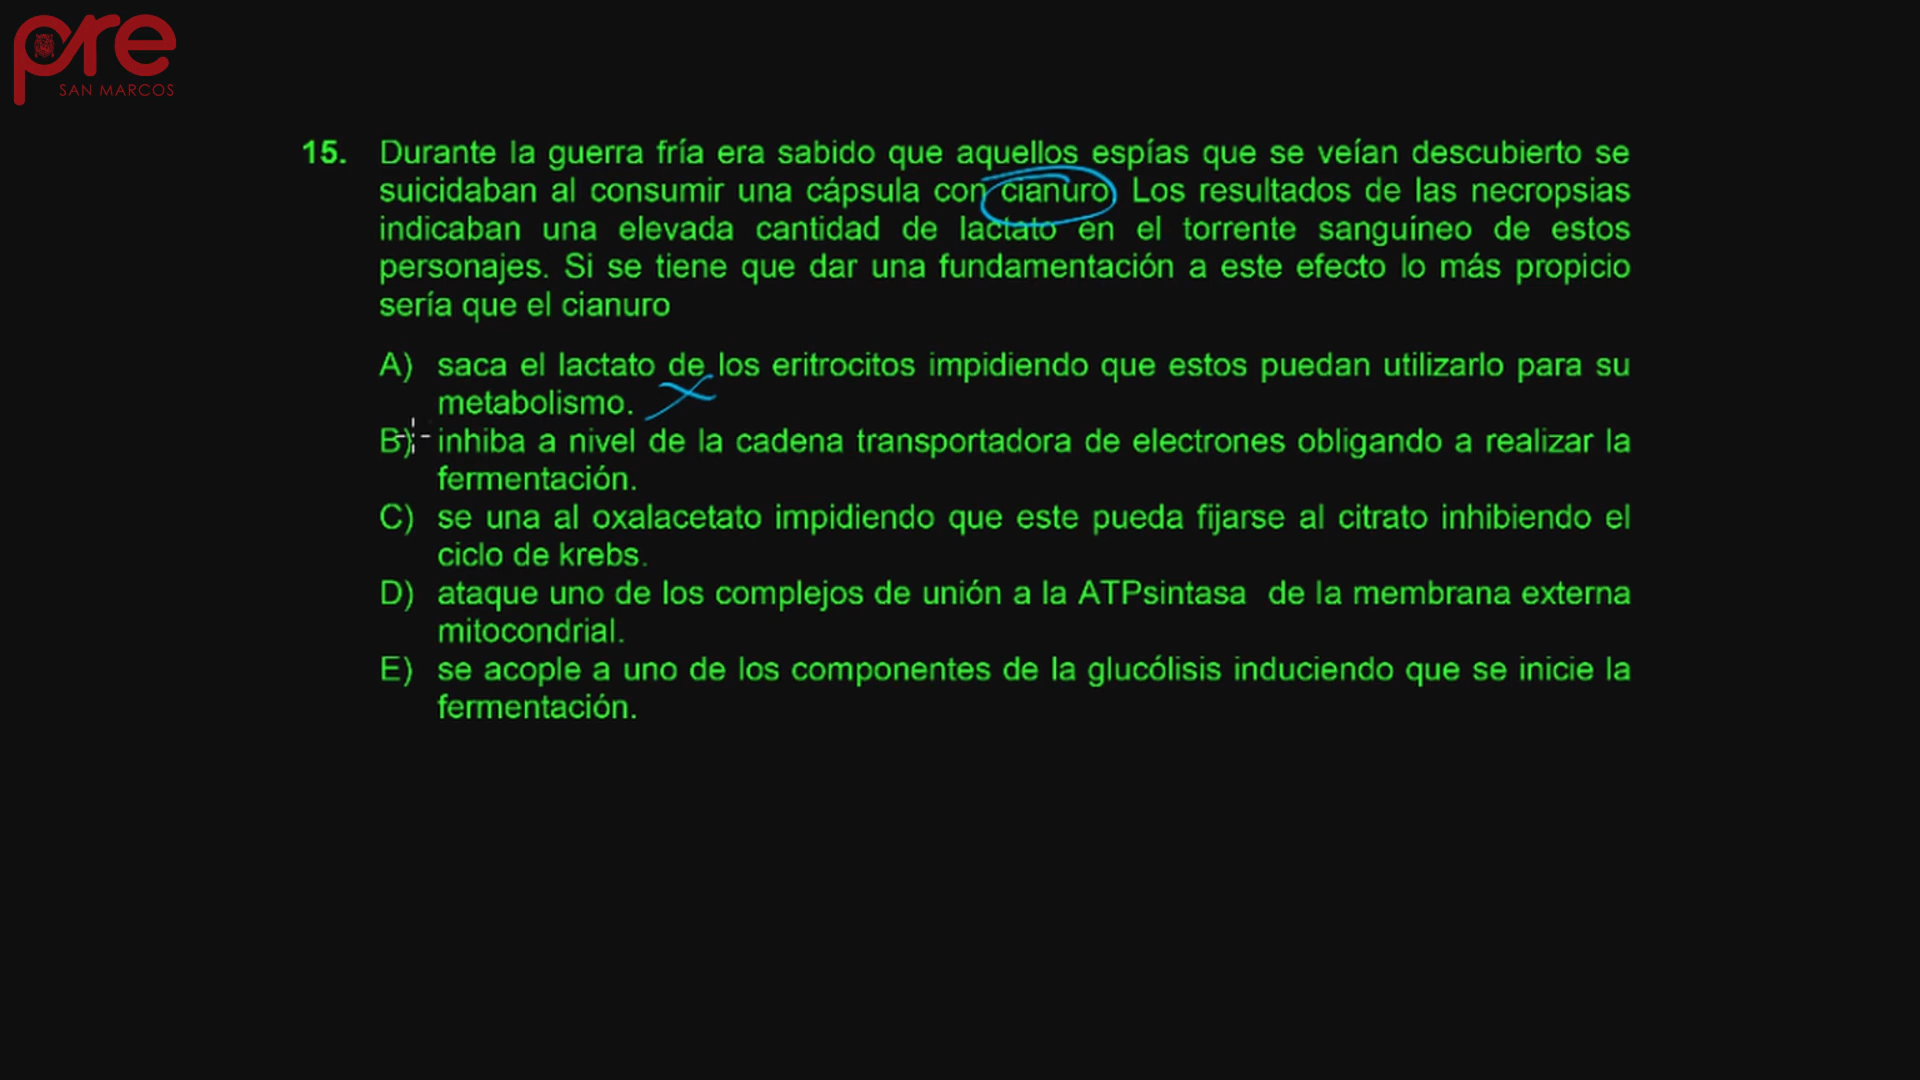 pre
SAN MARCOS
15. Durante la guerra fría era sabido que aquellos espías que se veían descubierto se
suicidaban al consumir una cápsula con cianuro Los resultados de las necropsias
indicaban una elevada cantidad de lactato en el torrente sanguíneo de estos
personajes. Si se tiene que dar una fundamentación a este efecto lo más propicio
sería que el cianuro
A) saca el lactato de los eritrocitos impidiendo que estos puedan utilizarlo para su
metabolismo.
B) inhiba a nivel de la cadena transportadora de electrones obligando a realizar la
fermentación.
C) se una al oxalacetato impidiendo que este pueda fijarse al citrato inhibiendo el
ciclo de krebs.
D) ataque uno de los complejos de unión a la ATPsintasa de la membrana externa
mitocondrial.
E) se acople a uno de los componentes de la glucólisis induciendo que se inicie la
fermentación.